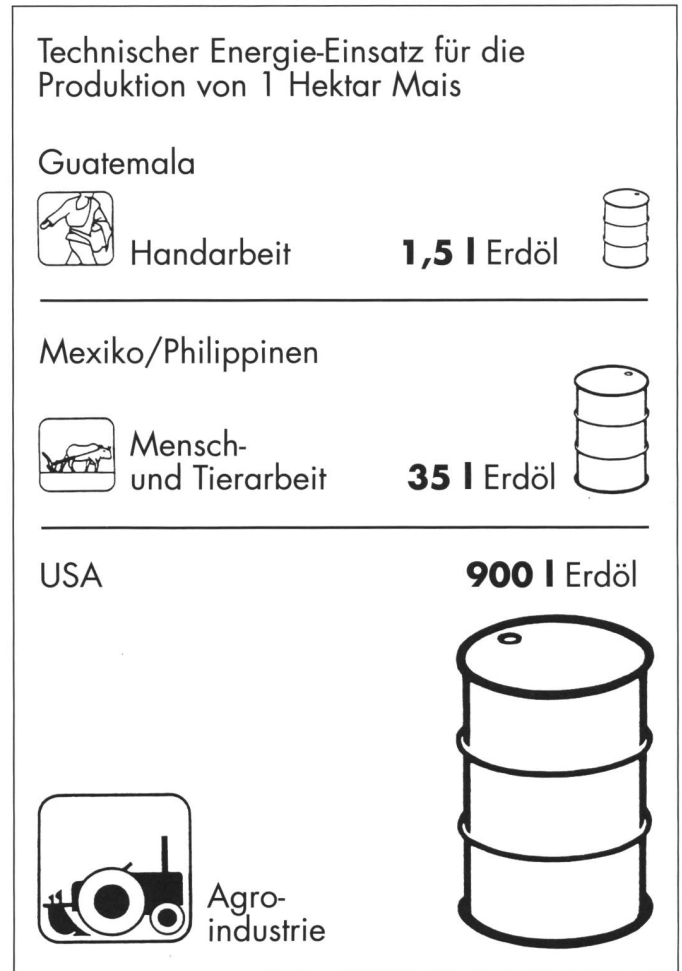 Technischer Energie-Einsatz für die
Produktion von 1 Hektar Mais
Guatemala
Handarbeit 1,5 l Erdöl
Mexiko/Philippinen
Mensch-
und Tierarbeit 35 l Erdöl
USA 900 l Erdöl
Agro-
industrie